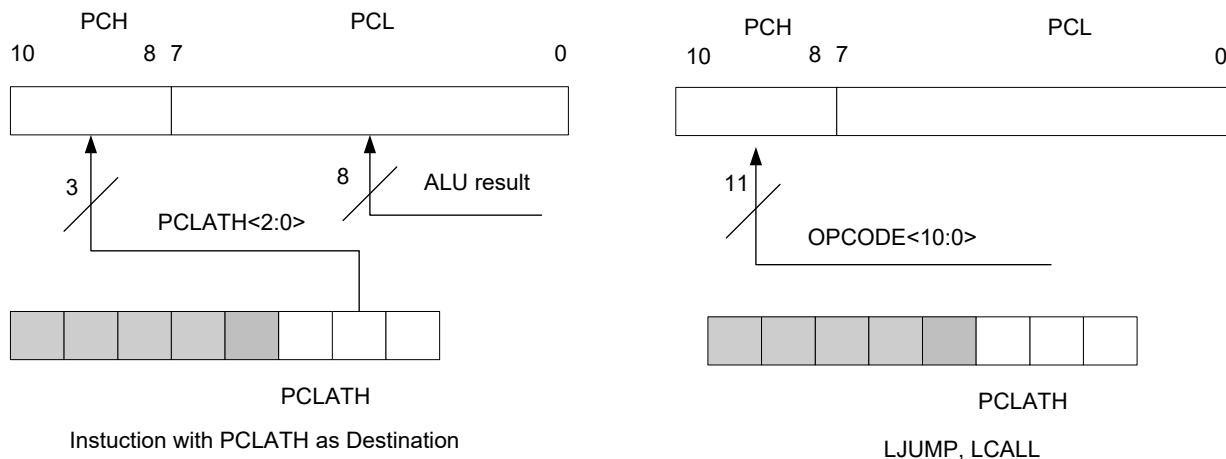 PCH PCL
10 8 7 0
3
8
ALU result
PCLATH<2:0>
PCLATH
Instuction with PCLATH as Destination
PCH PCL
10 8 7 0
11
OPCODE<10:0>
PCLATH
LJUMP, LCALL